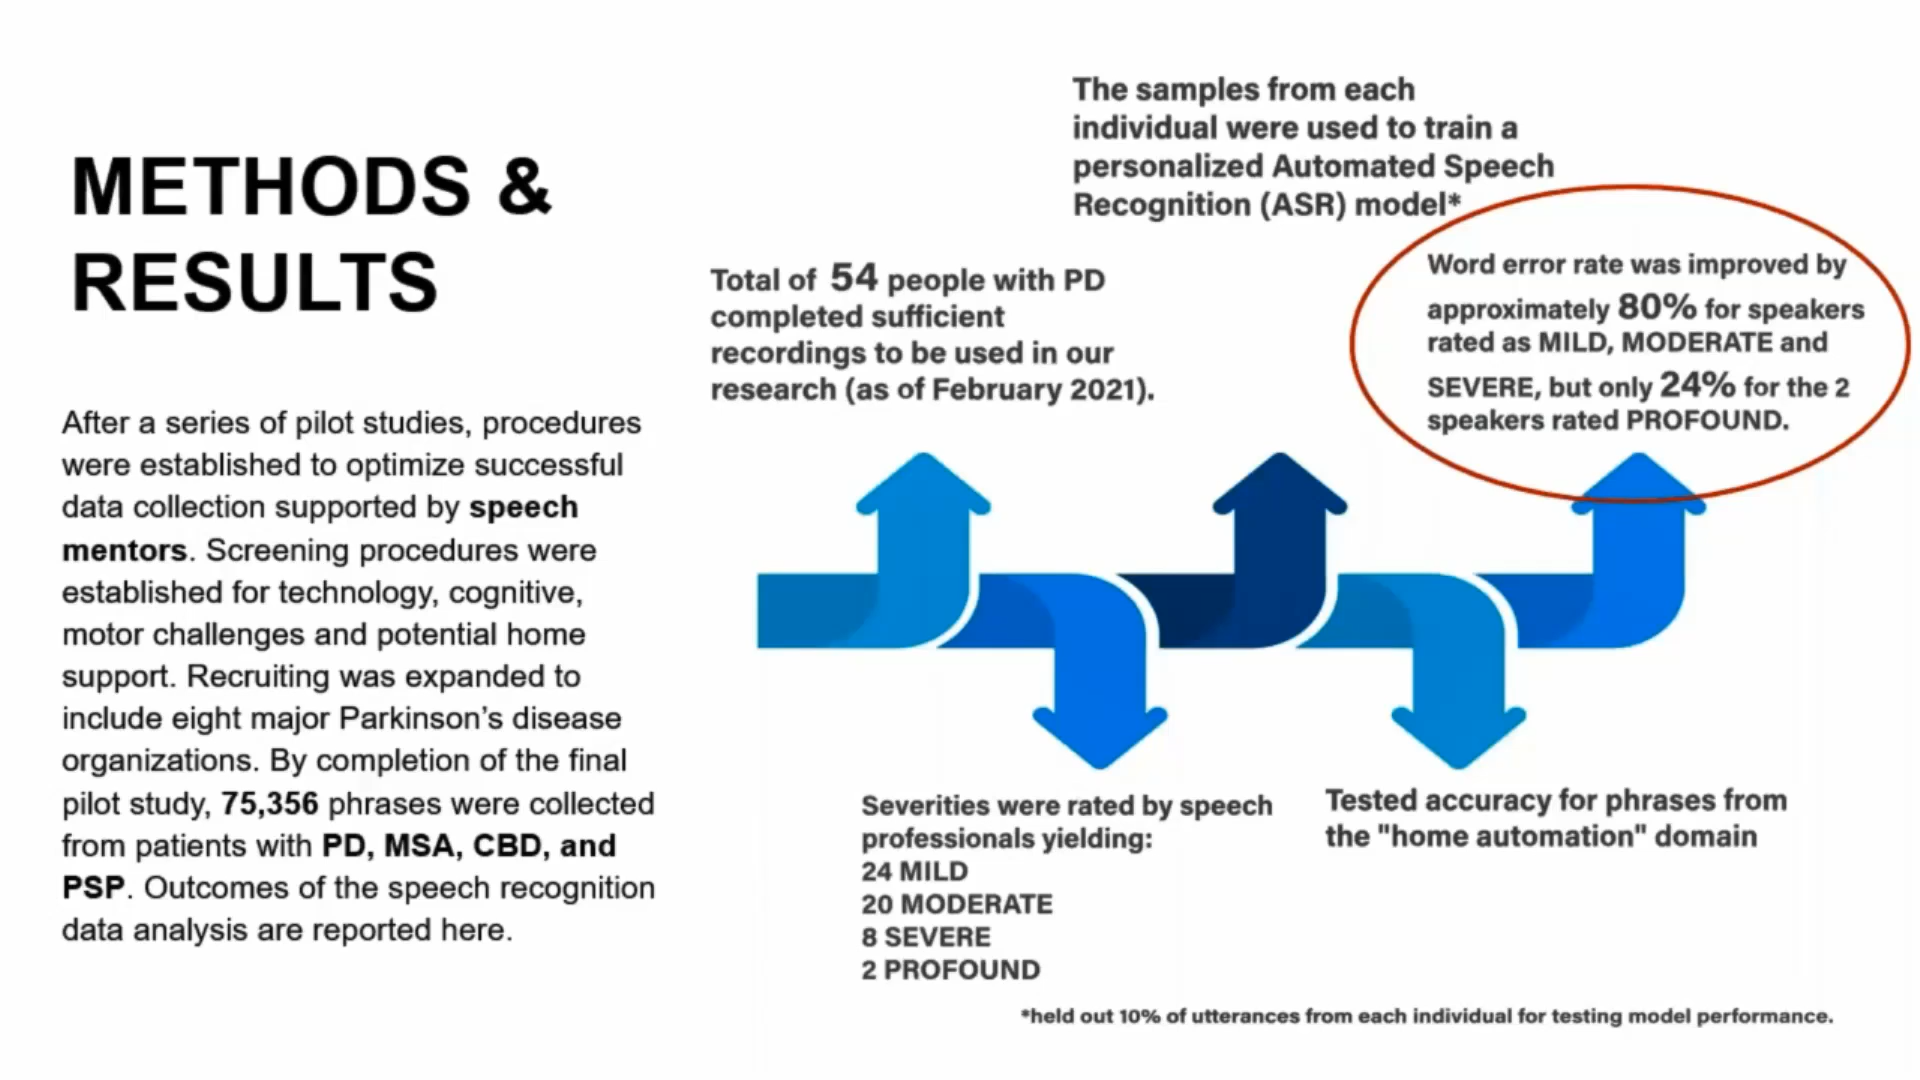 METHODS &
RESULTS
After a series of pilot studies, procedures
were established to optimize successful
data collection supported by speech
mentors. Screening procedures were
established for technology, cognitive,
motor challenges and potential home
support. Recruiting was expanded to
include eight major Parkinson’s disease
organizations. By completion of the final
pilot study, 75,356 phrases were collected
from patients with PD, MSA, CBD, and
PSP. Outcomes of the speech recognition
data analysis are reported here.
Total of 54 people with PD
completed sufficient
recordings to be used in our
research (as of February 2021).
Severities were rated by speech
professionals yielding:
24 MILD
20 MODERATE
8 SEVERE
2 PROFOUND
The samples from each
individual were used to train a
personalized Automated Speech
Recognition (ASR) model*
Tested accuracy for phrases from
the "home automation" domain
Word error rate was improved by
approximately 80% for speakers
rated as MILD, MODERATE and
SEVERE, but only 24% for the 2
speakers rated PROFOUND.
*held out 10% of utterances from each individual for testing model performance.